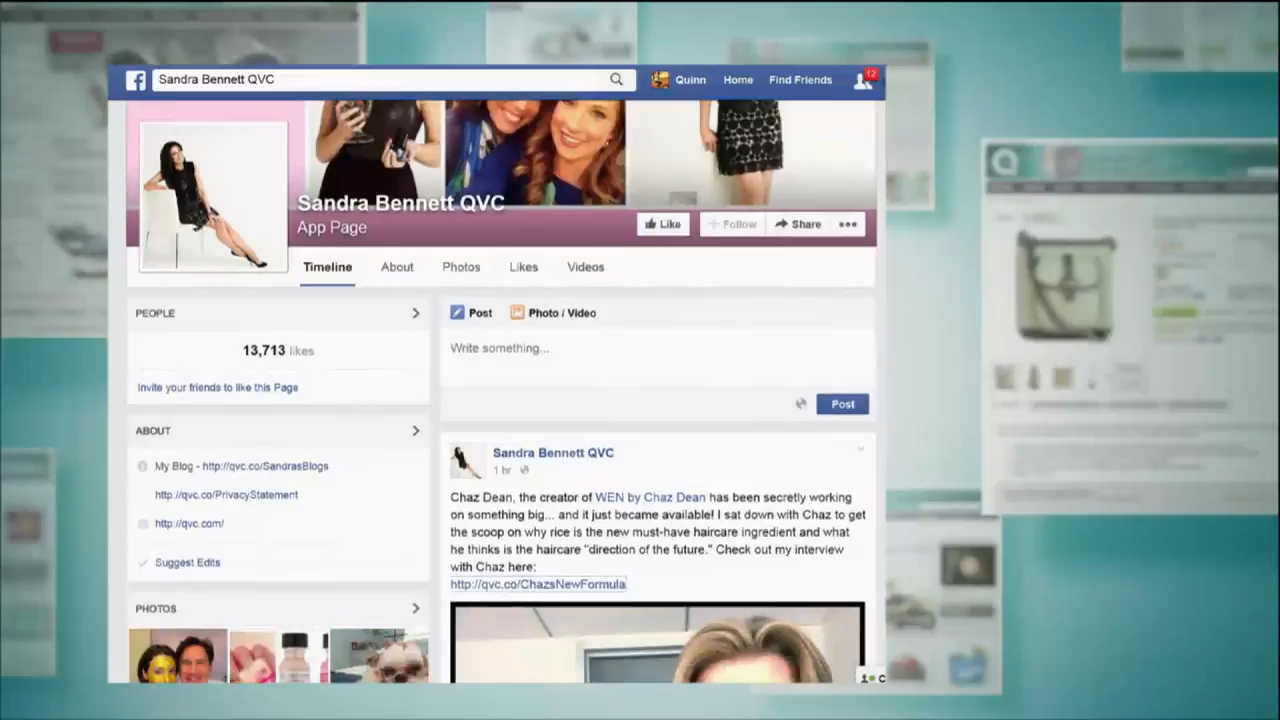 Sandra Bennett QVC
Quinn
Home
Find Friends
12
Sandra Bennett QVC
App Page
Like
Follow
Share
Timeline
About
Photos
Likes
Videos
PEOPLE
13,713 likes
Invite your friends to like this Page
ABOUT
My Blog - http://qvc.co/SandrasBlogs
http://qvc.co/PrivacyStatement
http://qvc.com/
Suggest Edits
PHOTOS
Post
Photo / Video
Write something...
Post
Sandra Bennett QVC
1 hr
Chaz Dean, the creator of WEN by Chaz Dean has been secretly working
on something big... and it just became available! I sat down with Chaz to get
the scoop on why rice is the new must-have haircare ingredient and what
he thinks is the haircare "direction of the future." Check out my interview
with Chaz here:
http://qvc.co/ChazsNewFormula